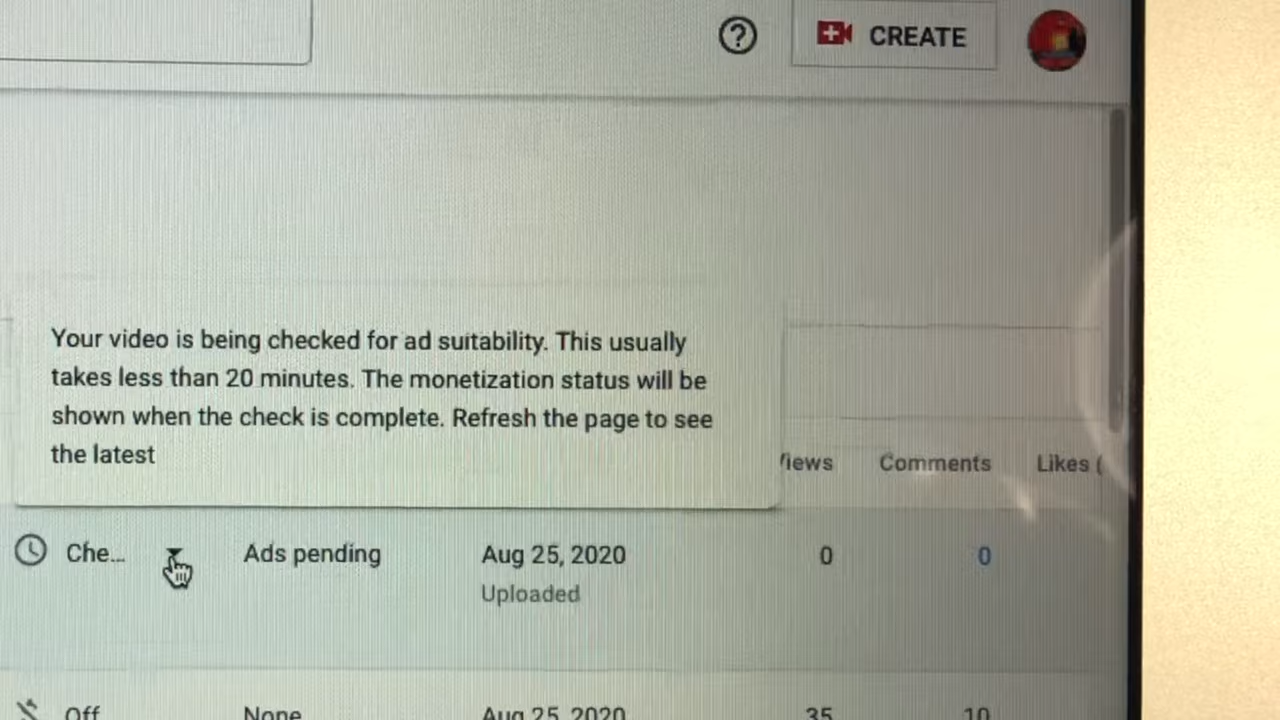 CREATE
Your video is being checked for ad suitability. This usually
takes less than 20 minutes. The monetization status will be
shown when the check is complete. Refresh the page to see
the latest
Views Comments Likes (
Che... Ads pending Aug 25, 2020 0 0
Uploaded
Off None Aug 25, 2020 35 10